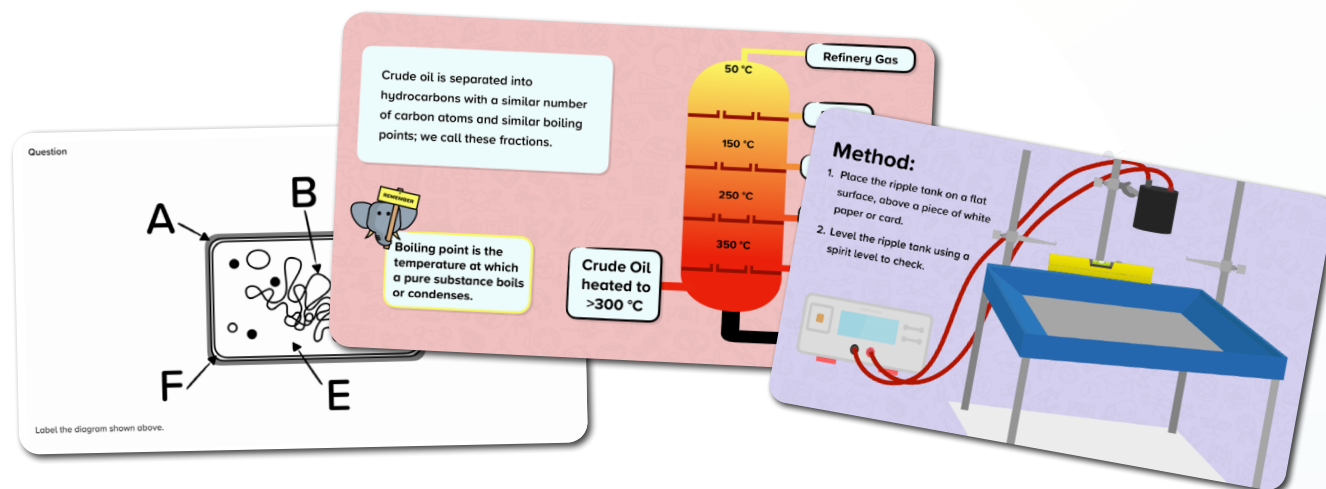 Question
A
B
F
E
Label the diagram shown above.
Crude oil is separated into
hydrocarbons with a similar number
of carbon atoms and similar boiling
points; we call these fractions.
REMEMBER
Boiling point is the
temperature at which
a pure substance boils
or condenses.
Crude Oil
heated to
>300 °C
50 °C
150 °C
250 °C
350 °C
Refinery Gas
Method:
1. Place the ripple tank on a flat
surface, above a piece of white
paper or card.
2. Level the ripple tank using a
spirit level to check.